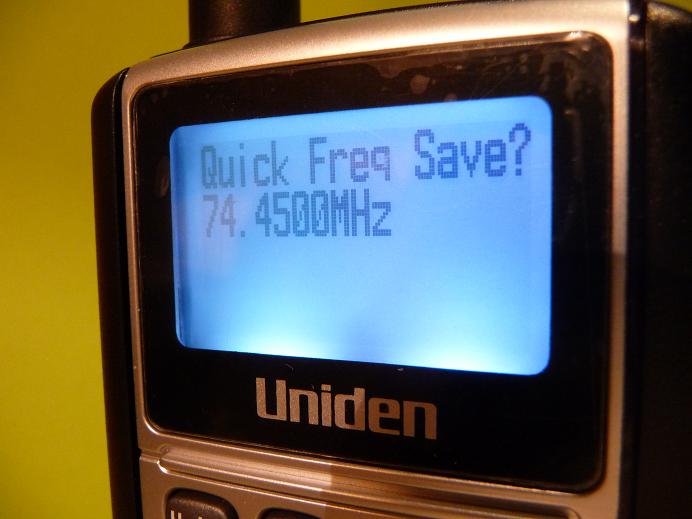 Quick Freq Save?
74.4500MHz
Uniden